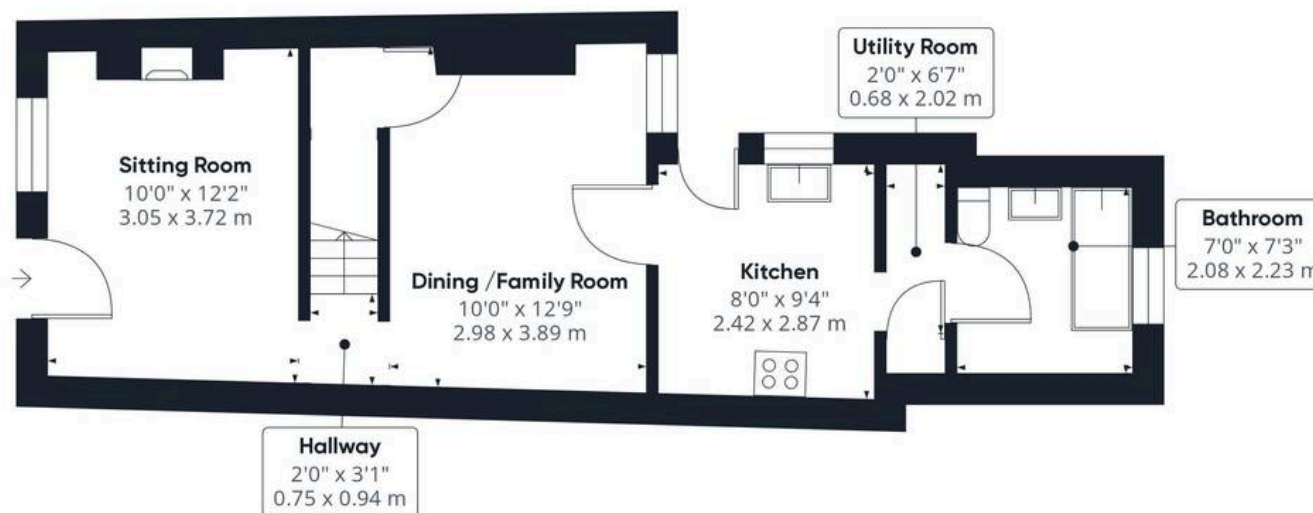 Utility Room
2'0" x 6'7"
0.68 x 2.02 m
Sitting Room
10'0" x 12'2"
3.05 x 3.72 m
Dining /Family Room
10'0" x 12'9"
2.98 x 3.89 m
Kitchen
8'0" x 9'4"
2.42 x 2.87 m
Bathroom
7'0" x 7'3"
2.08 x 2.23 m
Hallway
2'0" x 3'1"
0.75 x 0.94 m